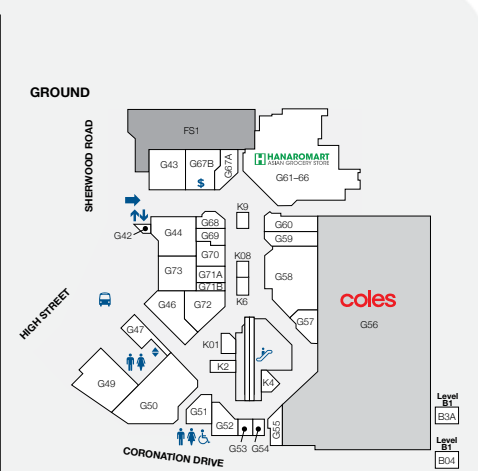 GROUND
SHERWOOD ROAD
FS1
G43
G67B
G67A
$
HANAROMART
ASIAN GROCERY STORE
G61–66
K9
G42
G44
G68
G69
G60
G59
G70
K08
G73
G71A
G58
G71B
G46
G72
K6
coles
G56
HIGH STREET
G47
G57
K01
K2
K4
G49
G50
G51
G52
G53
G54
G55
CORONATION DRIVE
Level
B1
B3A
Level
B1
B04